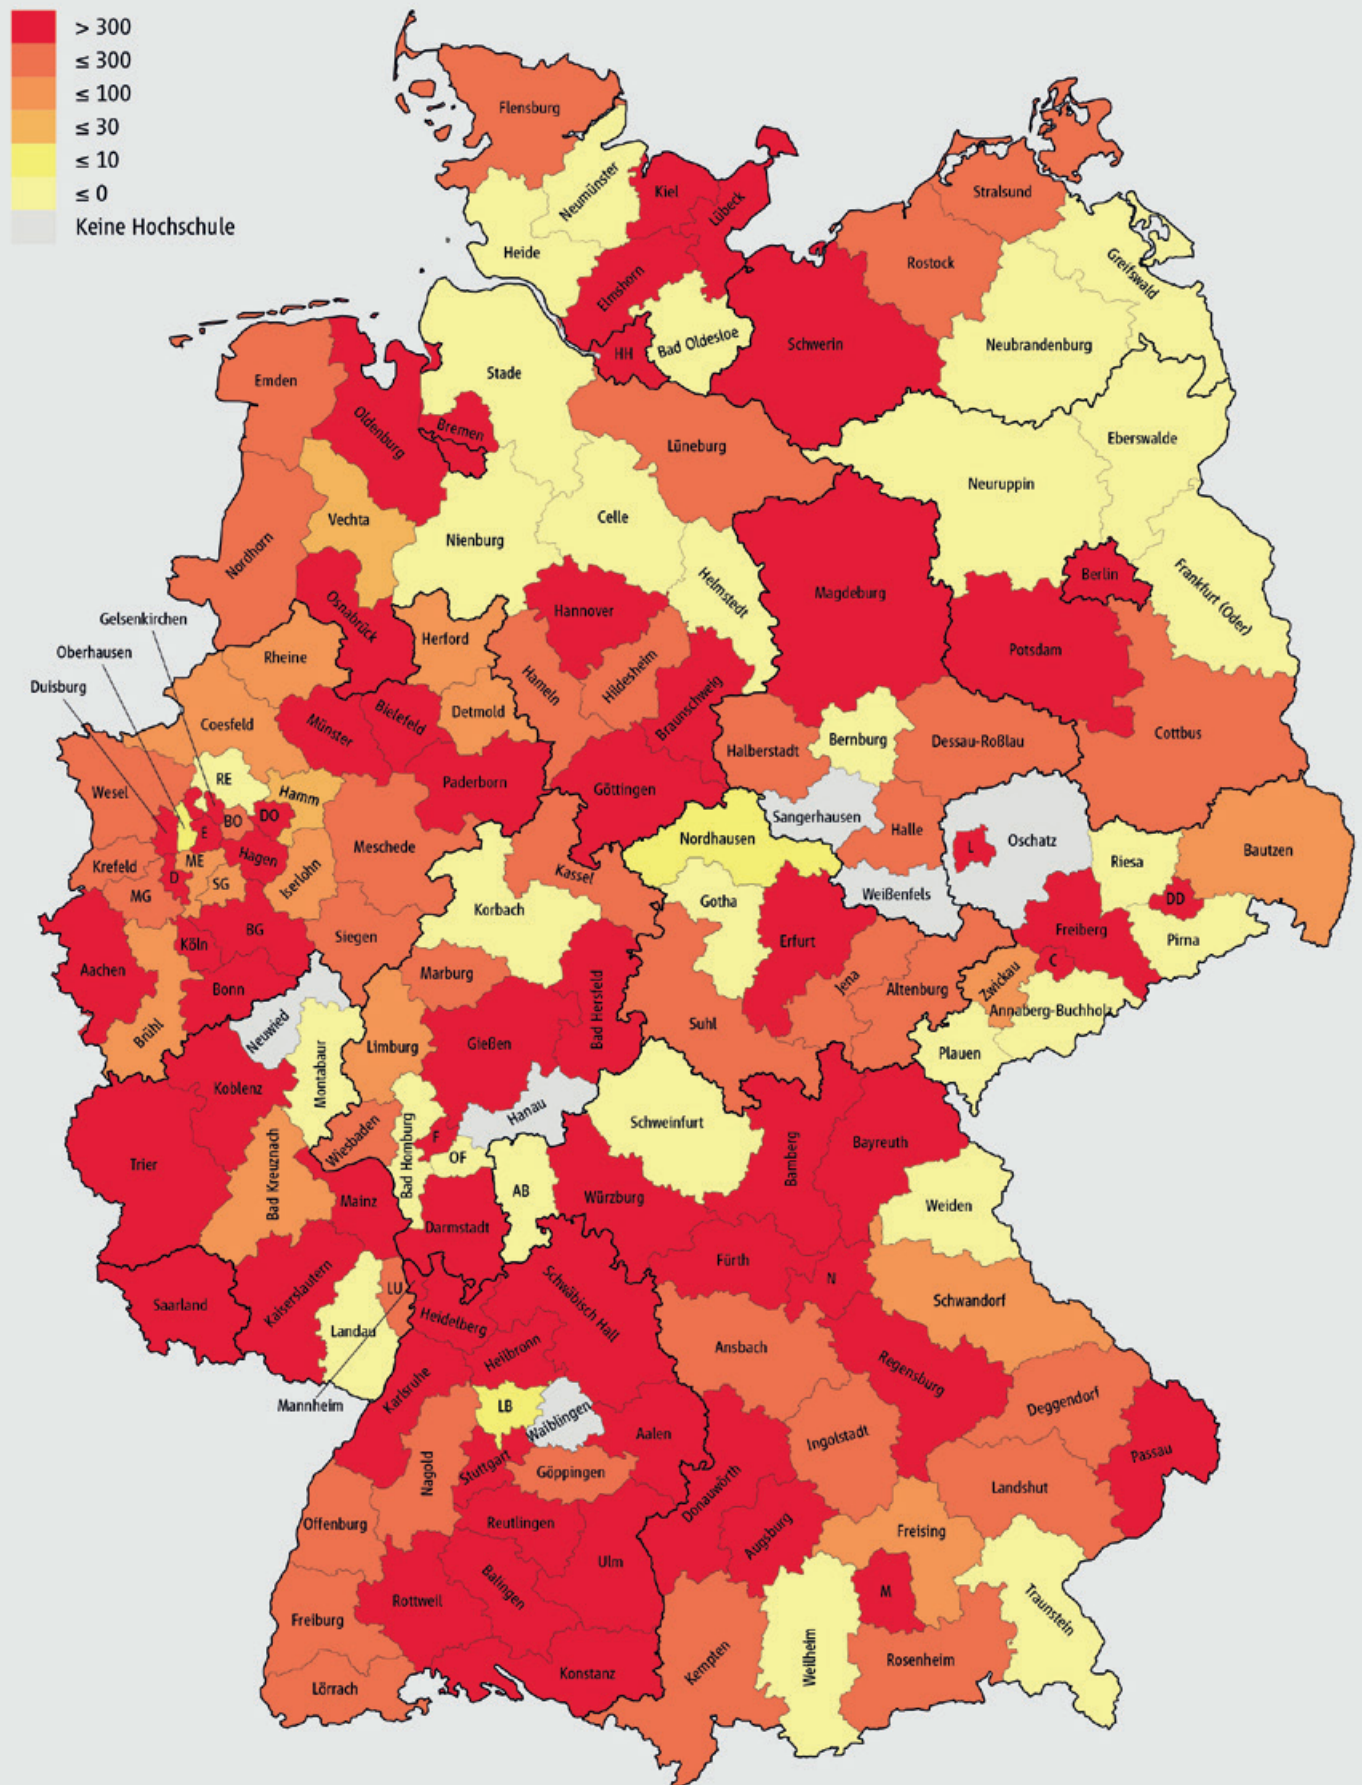 > 300
≤ 300
≤ 100
≤ 30
≤ 10
≤ 0
Keine Hochschule
Flensburg
Neumünster
Kiel
Lübeck
Heide
Elmshorn
HH
Bad Oldesloe
Stralsund
Rostock
Greifswald
Schwerin
Neubrandenburg
Emden
Oldenburg
Stade
Bremen
Lüneburg
Eberswalde
Neuruppin
Vechta
Nienburg
Celle
Nordhorn
Helmstedt
Magdeburg
Berlin
Frankfurt (Oder)
Osnabrück
Hannover
Gelsenkirchen
Oberhausen
Duisburg
Rheine
Herford
Hameln
Hildesheim
Braunschweig
Potsdam
Coesfeld
Münster
Bielefeld
Detmold
Halberstadt
Bernburg
Dessau-Roßlau
Cottbus
Wesel
RE
Hamm
Paderborn
Göttingen
Sangerhausen
Halle
BO
DO
E
Krefeld
ME
Hagen
Meschede
Nordhausen
L
Oschatz
Riesa
Bautzen
MG
D
SG
Iserlohn
Kassel
Gotha
Weißenfels
DD
Korbach
Köln
BG
Siegen
Erfurt
Freiberg
Pirna
Aachen
Bonn
Marburg
Bad Hersfeld
Jena
Altenburg
Zwickau
C
Annaberg-Buchholz
Brühl
Neuwied
Limburg
Gießen
Suhl
Plauen
Koblenz
Montabaur
Hanau
Schweinfurt
Trier
Bad Kreuznach
Wiesbaden
Bad Homburg
F
OF
AB
Würzburg
Bamberg
Bayreuth
Weiden
Mainz
Darmstadt
Saarland
Kaiserslautern
LU
Landau
Heidelberg
Schwäbisch Hall
Fürth
N
Schwandorf
Mannheim
Karlsruhe
Heilbronn
Ansbach
Regensburg
Deggendorf
LB
Waiblingen
Aalen
Ingolstadt
Passau
Nagold
Stuttgart
Göppingen
Donauwörth
Landshut
Offenburg
Reutlingen
Ulm
Augsburg
Freising
Freiburg
Rottweil
Balingen
M
Traunstein
Lörrach
Konstanz
Kempten
Weilheim
Rosenheim